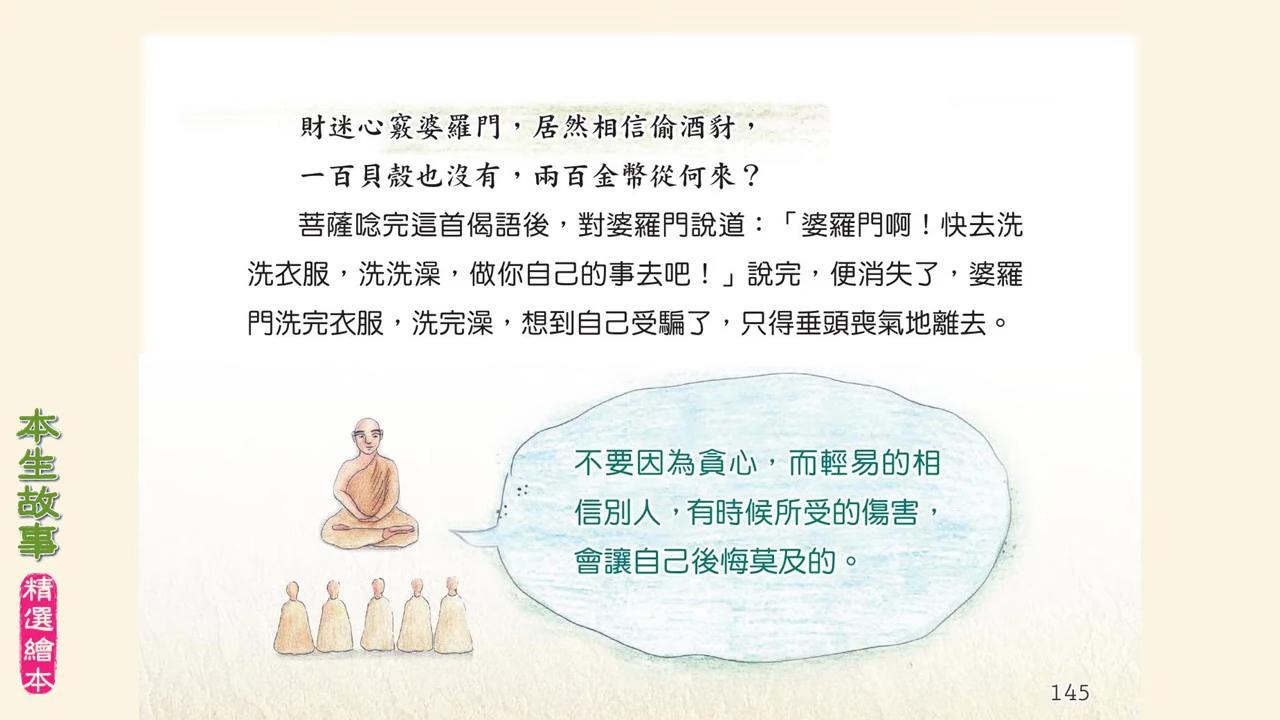 財迷心竅婆羅門，居然相信偷酒豺，
一百貝殼也沒有，兩百金幣從何來？
菩薩唸完這首偈語後，對婆羅門說道：「婆羅門啊！快去洗
洗衣服，洗洗澡，做你自己的事去吧！」說完，便消失了，婆羅
門洗完衣服，洗完澡，想到自己受騙了，只得垂頭喪氣地離去。
不要因為貪心，而輕易的相
信別人，有時候所受的傷害，
會讓自己後悔莫及的。
本生故事
精選繪本
145